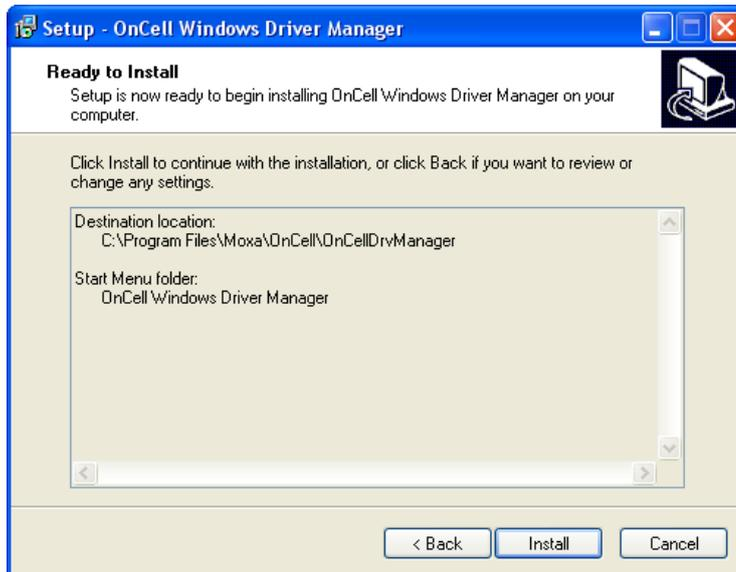 Setup - OnCell Windows Driver Manager
Ready to Install
Setup is now ready to begin installing OnCell Windows Driver Manager on your
computer.
Click Install to continue with the installation, or click Back if you want to review or
change any settings.
Destination location:
C:\Program Files\Moxa\OnCell\OnCellDrvManager
Start Menu folder:
OnCell Windows Driver Manager
< Back Install Cancel